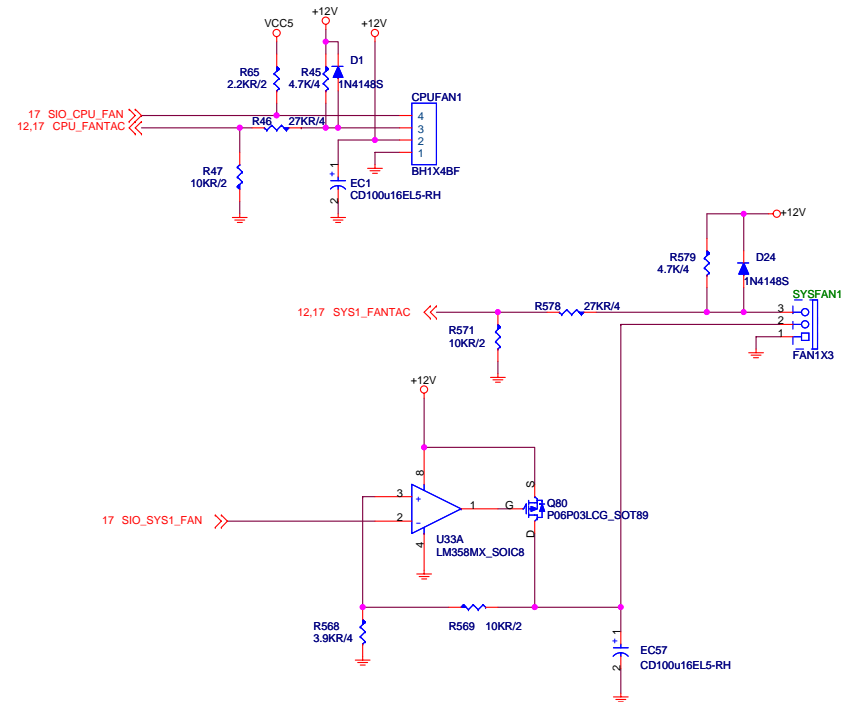 +12V
VCC5
+12V
D1
R65
2.2KR/2
R45
4.7K/4
1N4148S
CPUFAN1
17 SIO_CPU_FAN
4
12,17 CPU_FANTAC
R46
27KR/4
3
2
1
R47
10KR/2
1
+
EC1
2
CD100u16EL5-RH
BH1X4BF
+12V
R579
4.7K/4
D24
1N4148S
SYSFAN1
12,17 SYS1_FANTAC
R578
27KR/4
3
2
1
R571
10KR/2
FAN1X3
+12V
8
S
3
+
1
G
Q80
P06P03LCG_SOT89
17 SIO_SYS1_FAN
2
-
D
4
U33A
LM358MX_SOIC8
R568
3.9KR/4
R569
10KR/2
1
+
EC57
2
CD100u16EL5-RH